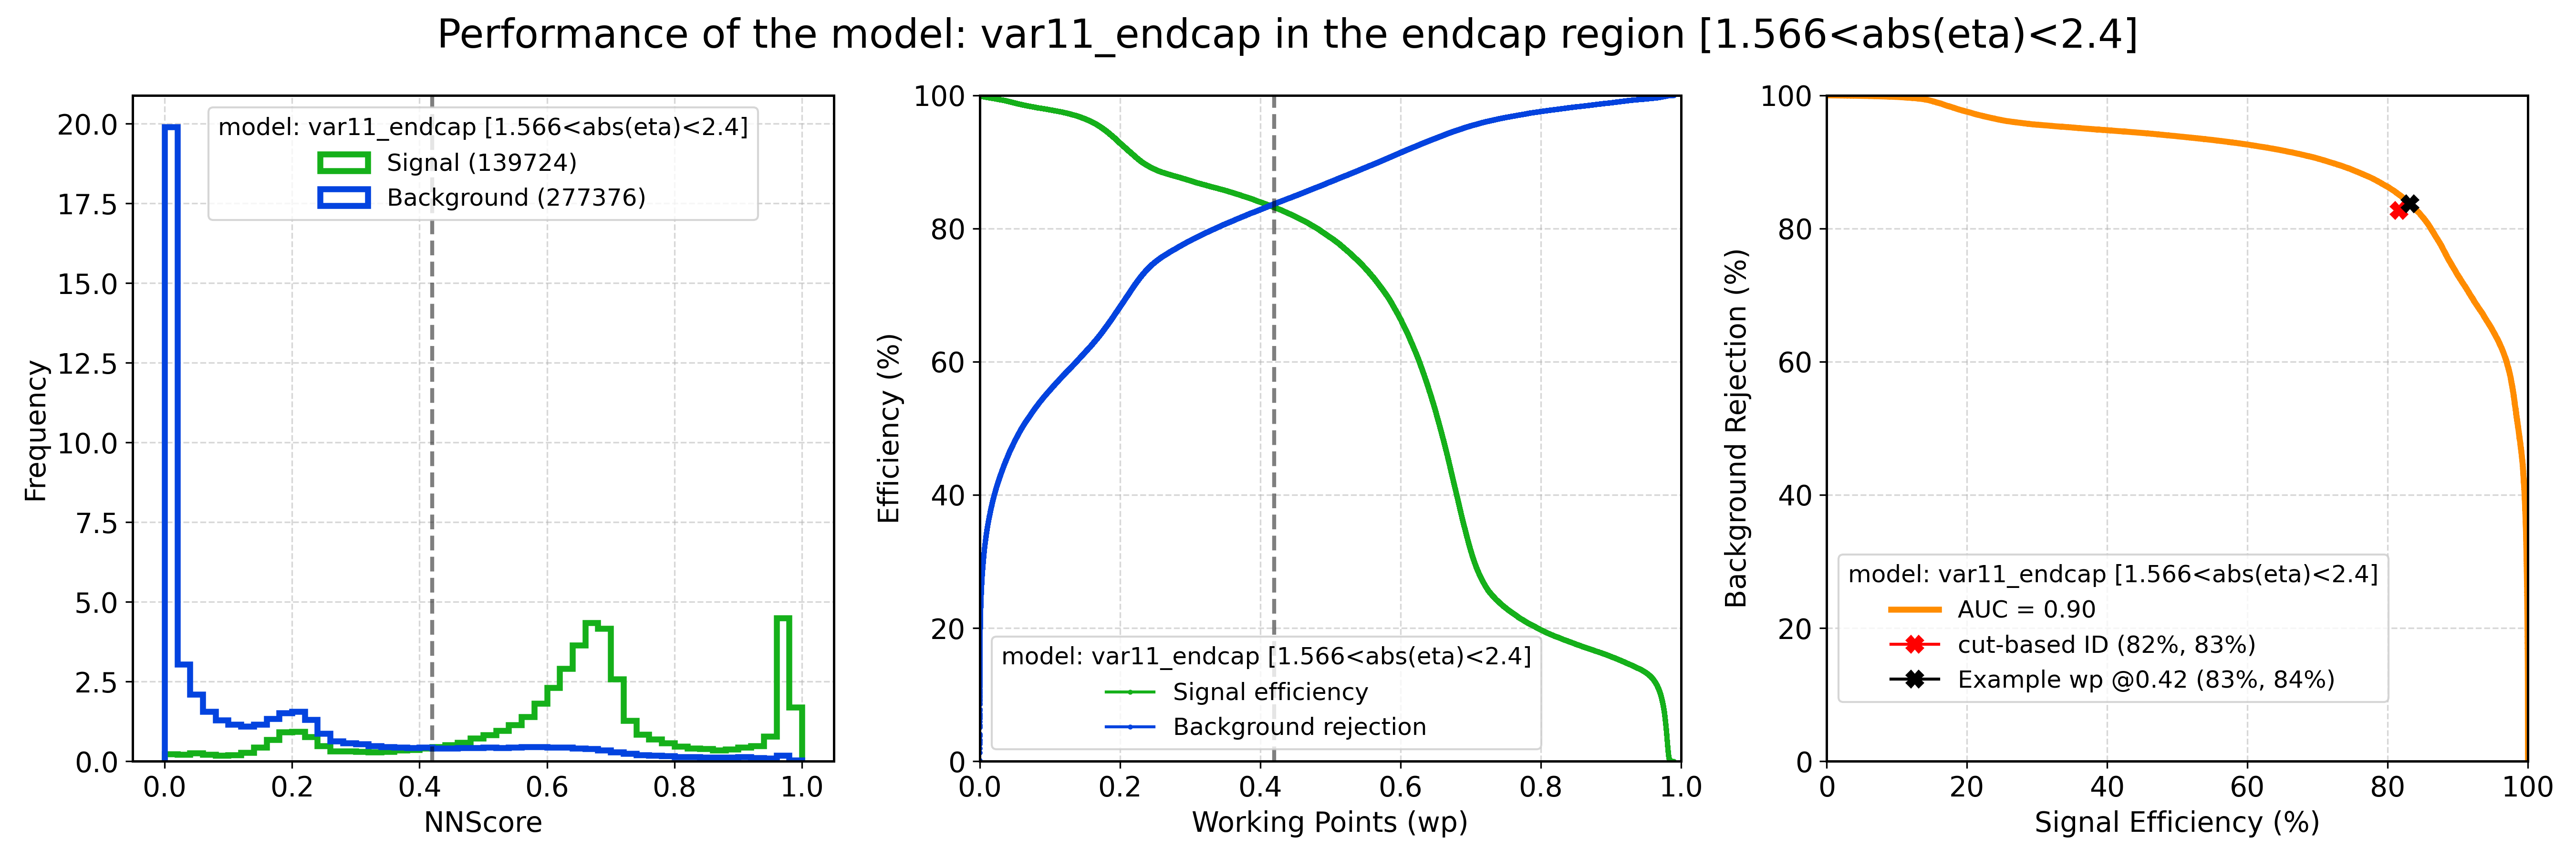 Performance of the model: var11_endcap in the endcap region [1.566<abs(eta)<2.4]
Frequency
20.0
17.5
15.0
12.5
10.0
7.5
5.0
2.5
0.0
model: var11_endcap [1.566<abs(eta)<2.4]
Signal (139724)
Background (277376)
0.0 0.2 0.4 0.6 0.8 1.0
NNScore
Efficiency (%)
100
80
60
40
20
0
model: var11_endcap [1.566<abs(eta)<2.4]
Signal efficiency
Background rejection
0.0 0.2 0.4 0.6 0.8 1.0
Working Points (wp)
Background Rejection (%)
100
80
60
40
20
0
model: var11_endcap [1.566<abs(eta)<2.4]
AUC = 0.90
cut-based ID (82%, 83%)
Example wp @0.42 (83%, 84%)
0 20 40 60 80 100
Signal Efficiency (%)